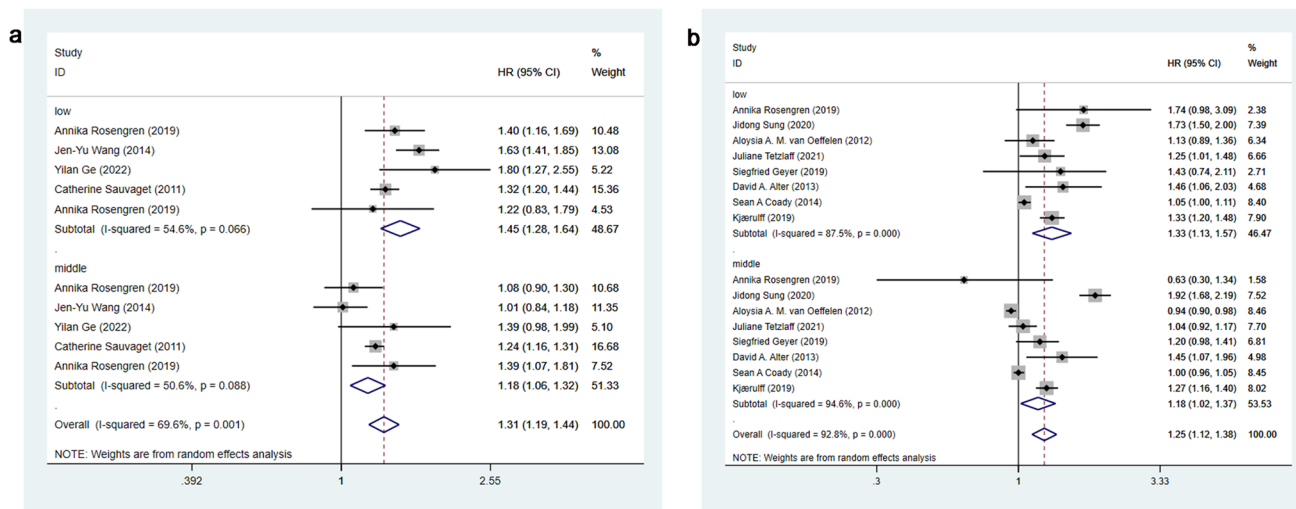 a
Study %
ID HR (95% CI) Weight
low
Annika Rosengren (2019) 1.40 (1.16, 1.69) 10.48
Jen-Yu Wang (2014) 1.63 (1.41, 1.85) 13.08
Yilan Ge (2022) 1.80 (1.27, 2.55) 5.22
Catherine Sauvaget (2011) 1.32 (1.20, 1.44) 15.36
Annika Rosengren (2019) 1.22 (0.83, 1.79) 4.53
Subtotal (I-squared = 54.6%, p = 0.066) 1.45 (1.28, 1.64) 48.67
.
middle
Annika Rosengren (2019) 1.08 (0.90, 1.30) 10.68
Jen-Yu Wang (2014) 1.01 (0.84, 1.18) 11.35
Yilan Ge (2022) 1.39 (0.98, 1.99) 5.10
Catherine Sauvaget (2011) 1.24 (1.16, 1.31) 16.68
Annika Rosengren (2019) 1.39 (1.07, 1.81) 7.52
Subtotal (I-squared = 50.6%, p = 0.088) 1.18 (1.06, 1.32) 51.33
.
Overall (I-squared = 69.6%, p = 0.001) 1.31 (1.19, 1.44) 100.00
NOTE: Weights are from random effects analysis
.392 1 2.55
b
Study %
ID HR (95% CI) Weight
low
Annika Rosengren (2019) 1.74 (0.98, 3.09) 2.38
Jidong Sung (2020) 1.73 (1.50, 2.00) 7.39
Aloysia A. M. van Oeffelen (2012) 1.13 (0.89, 1.36) 6.34
Juliane Tetzlaff (2021) 1.25 (1.01, 1.48) 6.66
Siegfried Geyer (2019) 1.43 (0.74, 2.11) 2.71
David A. Alter (2013) 1.46 (1.06, 2.03) 4.68
Sean A Coady (2014) 1.05 (1.00, 1.11) 8.40
Kjærulff (2019) 1.33 (1.20, 1.48) 7.90
Subtotal (I-squared = 87.5%, p = 0.000) 1.33 (1.13, 1.57) 46.47
.
middle
Annika Rosengren (2019) 0.63 (0.30, 1.34) 1.58
Jidong Sung (2020) 1.92 (1.68, 2.19) 7.52
Aloysia A. M. van Oeffelen (2012) 0.94 (0.90, 0.98) 8.46
Juliane Tetzlaff (2021) 1.04 (0.92, 1.17) 7.70
Siegfried Geyer (2019) 1.20 (0.98, 1.41) 6.81
David A. Alter (2013) 1.45 (1.07, 1.96) 4.98
Sean A Coady (2014) 1.00 (0.96, 1.05) 8.45
Kjærulff (2019) 1.27 (1.16, 1.40) 8.02
Subtotal (I-squared = 94.6%, p = 0.000) 1.18 (1.02, 1.37) 53.53
.
Overall (I-squared = 92.8%, p = 0.000) 1.25 (1.12, 1.38) 100.00
NOTE: Weights are from random effects analysis
.3 1 3.33